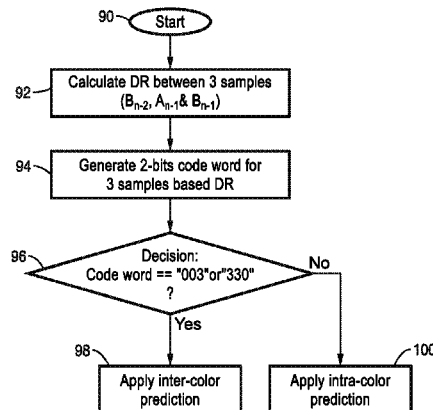 90
Start
92
Calculate DR between 3 samples
(Bn-2, An-1 & Bn-1)
94
Generate 2-bits code word for
3 samples based DR
96
Decision:
Code word == "003"or"330"
?
No
Yes
98
Apply inter-color
prediction
100
Apply intra-color
prediction